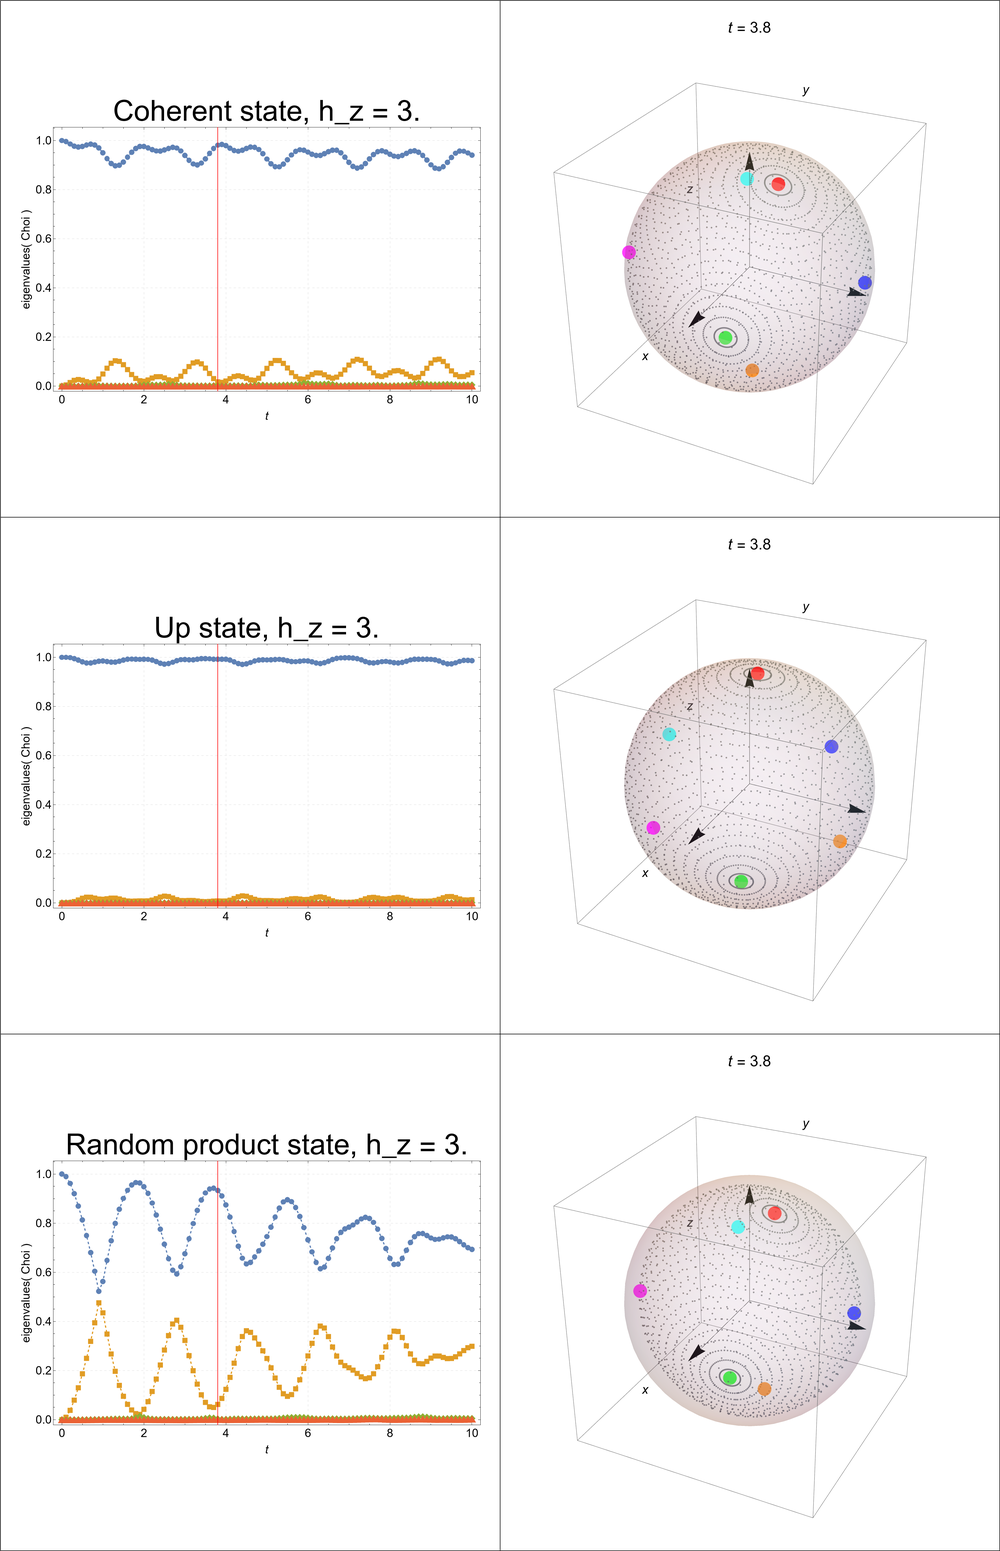 Coherent state, h_z = 3.
eigenvalues( Choi )
1.0
0.8
0.6
0.4
0.2
0.0
0 2 4 6 8 10
t
t = 3.8
y
z
x
Up state, h_z = 3.
eigenvalues( Choi )
1.0
0.8
0.6
0.4
0.2
0.0
0 2 4 6 8 10
t
t = 3.8
y
z
x
Random product state, h_z = 3.
eigenvalues( Choi )
1.0
0.8
0.6
0.4
0.2
0.0
0 2 4 6 8 10
t
t = 3.8
y
z
x